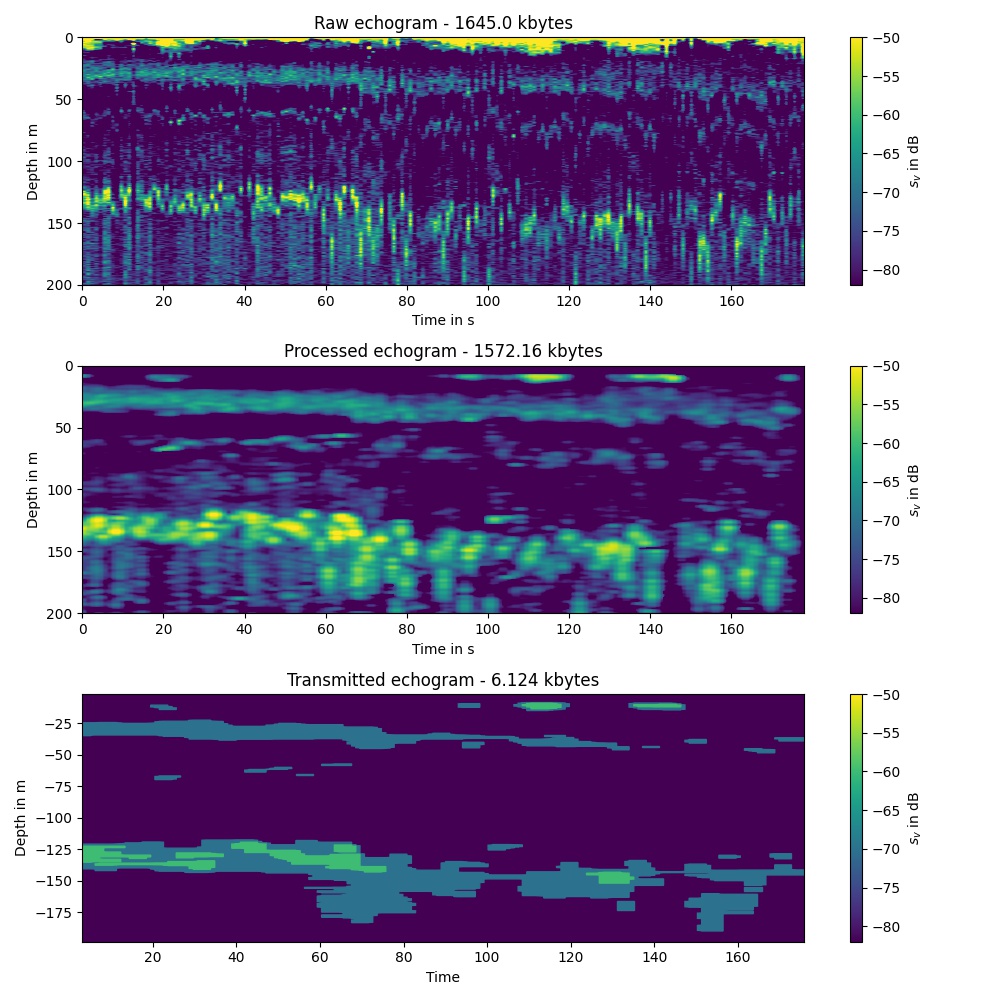 Raw echogram - 1645.0 kbytes
0
50
100
150
200
Depth in m
0 20 40 60 80 100 120 140 160
Time in s
−50
−55
−60
−65
−70
−75
−80
sv in dB
Processed echogram - 1572.16 kbytes
0
50
100
150
200
Depth in m
0 20 40 60 80 100 120 140 160
Time in s
−50
−55
−60
−65
−70
−75
−80
sv in dB
Transmitted echogram - 6.124 kbytes
−25
−50
−75
−100
−125
−150
−175
Depth in m
20 40 60 80 100 120 140 160
Time
−50
−55
−60
−65
−70
−75
−80
sv in dB